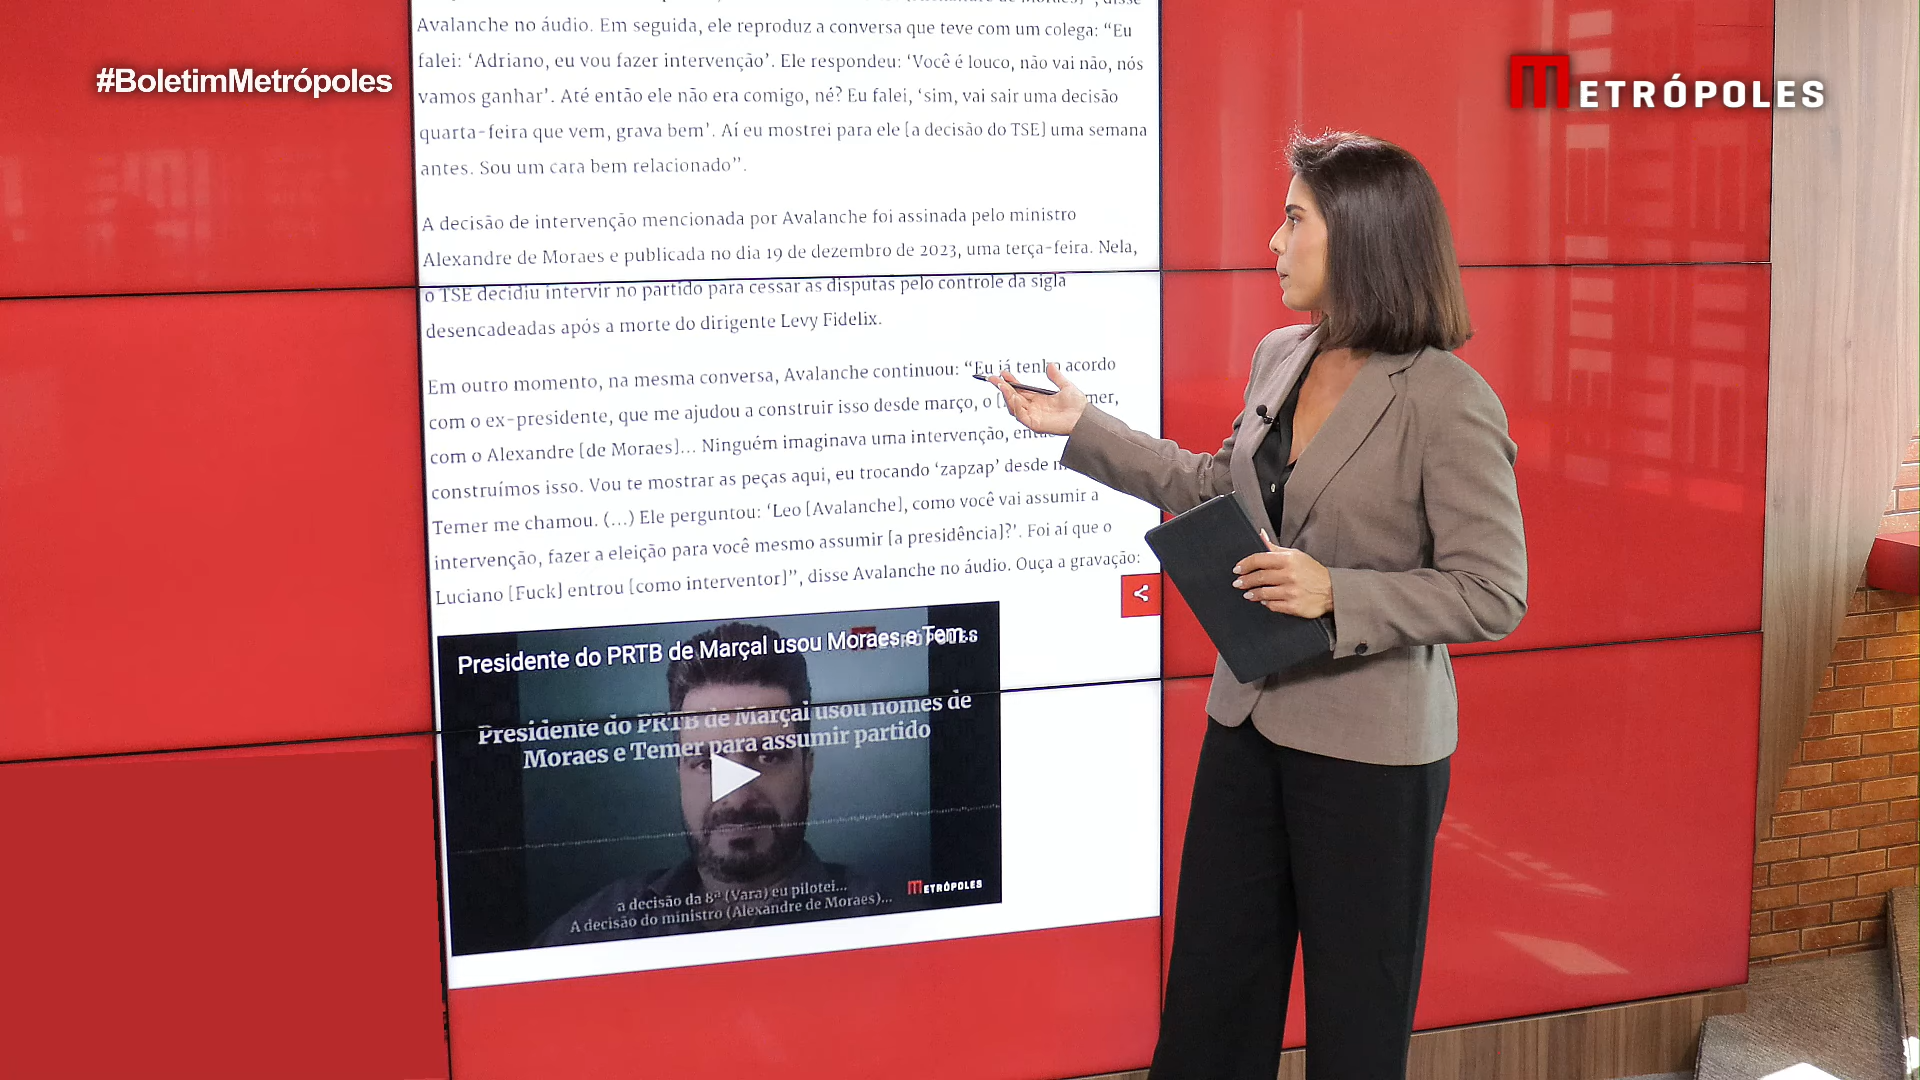 #BoletimMetrópoles
METRÓPOLES
Avalanche no áudio. Em seguida, ele reproduz a conversa que teve com um colega: “Eu
falei: ‘Adriano, eu vou fazer intervenção’. Ele respondeu: ‘Você é louco, não vai não, nós
vamos ganhar’. Até então ele não era comigo, né? Eu falei, ‘sim, vai sair uma decisão
quarta-feira que vem, grava bem’. Aí eu mostrei para ele [a decisão do TSE] uma semana
antes. Sou um cara bem relacionado”.
A decisão de intervenção mencionada por Avalanche foi assinada pelo ministro
Alexandre de Moraes e publicada no dia 19 de dezembro de 2023, uma terça-feira. Nela,
o TSE decidiu intervir no partido para cessar as disputas pelo controle da sigla
desencadeadas após a morte do dirigente Levy Fidelix.
Em outro momento, na mesma conversa, Avalanche continuou: “Eu já tenho acordo
com o ex-presidente, que me ajudou a construir isso desde março, o
com o Alexandre [de Moraes]... Ninguém imaginava uma intervenção,
construímos isso. Vou te mostrar as peças aqui, eu trocando ‘zapzap’ desde
Temer me chamou. (...) Ele perguntou: ‘Leo [Avalanche], como você vai assumir a
intervenção, fazer a eleição para você mesmo assumir [a presidência]?’. Foi aí que o
Luciano [Fuck] entrou [como interventor]”, disse Avalanche no áudio. Ouça a gravação:
Presidente do PRTB de Marçal usou Moraes e Tem...
Presidente do PRTB de Marçal usou nomes de
Moraes e Temer para assumir partido
a decisão da 8ª (Vara) eu pilotei...
A decisão do ministro (Alexandre de Moraes)...
METRÓPOLES